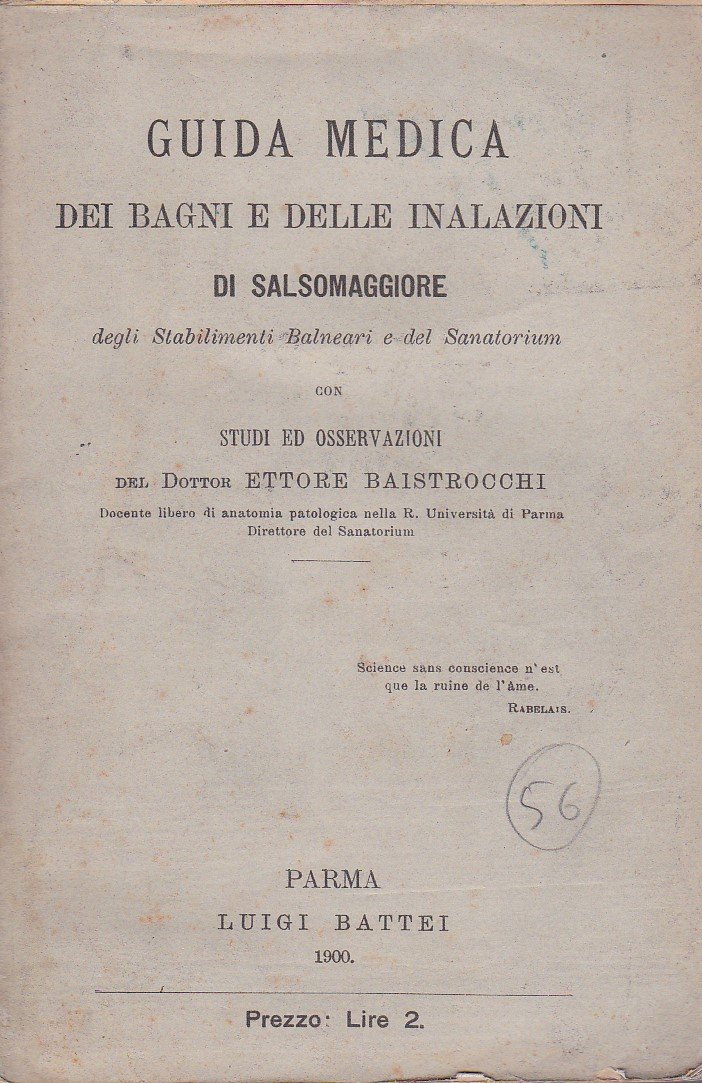 GUIDA MEDICA
DEI BAGNI E DELLE INALAZIONI
DI SALSOMAGGIORE
degli Stabilimenti Balneari e del Sanatorium
CON
STUDI ED OSSERVAZIONI
DEL DOTTOR ETTORE BAISTROCCHI
Docente libero di anatomia patologica nella R. Università di Parma
Direttore del Sanatorium
Science sans conscience n'est
que la ruine de l'âme.
RABELAIS.
56
PARMA
LUIGI BATTEI
1900.
Prezzo: Lire 2.